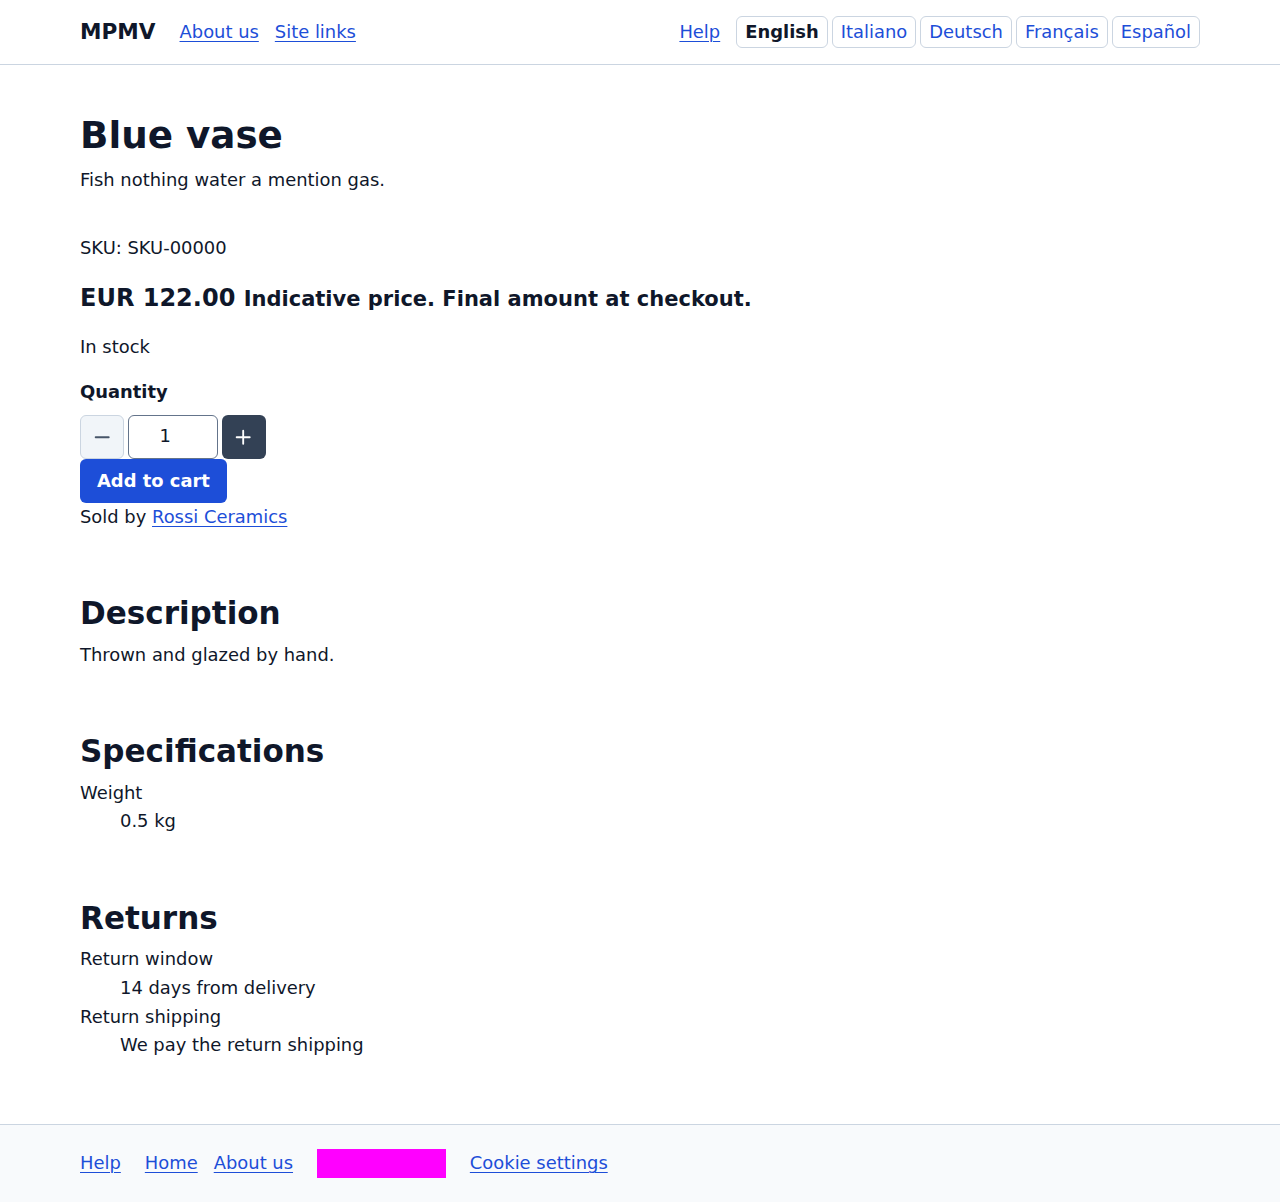 MPMV About us Site links Help English Italiano Deutsch Français Español
Blue vase
Fish nothing water a mention gas.
SKU: SKU-00000
EUR 122.00 Indicative price. Final amount at checkout.
In stock
Quantity
− 1 +
Add to cart
Sold by Rossi Ceramics
Description
Thrown and glazed by hand.
Specifications
Weight
0.5 kg
Returns
Return window
14 days from delivery
Return shipping
We pay the return shipping
Help Home About us Cookie settings